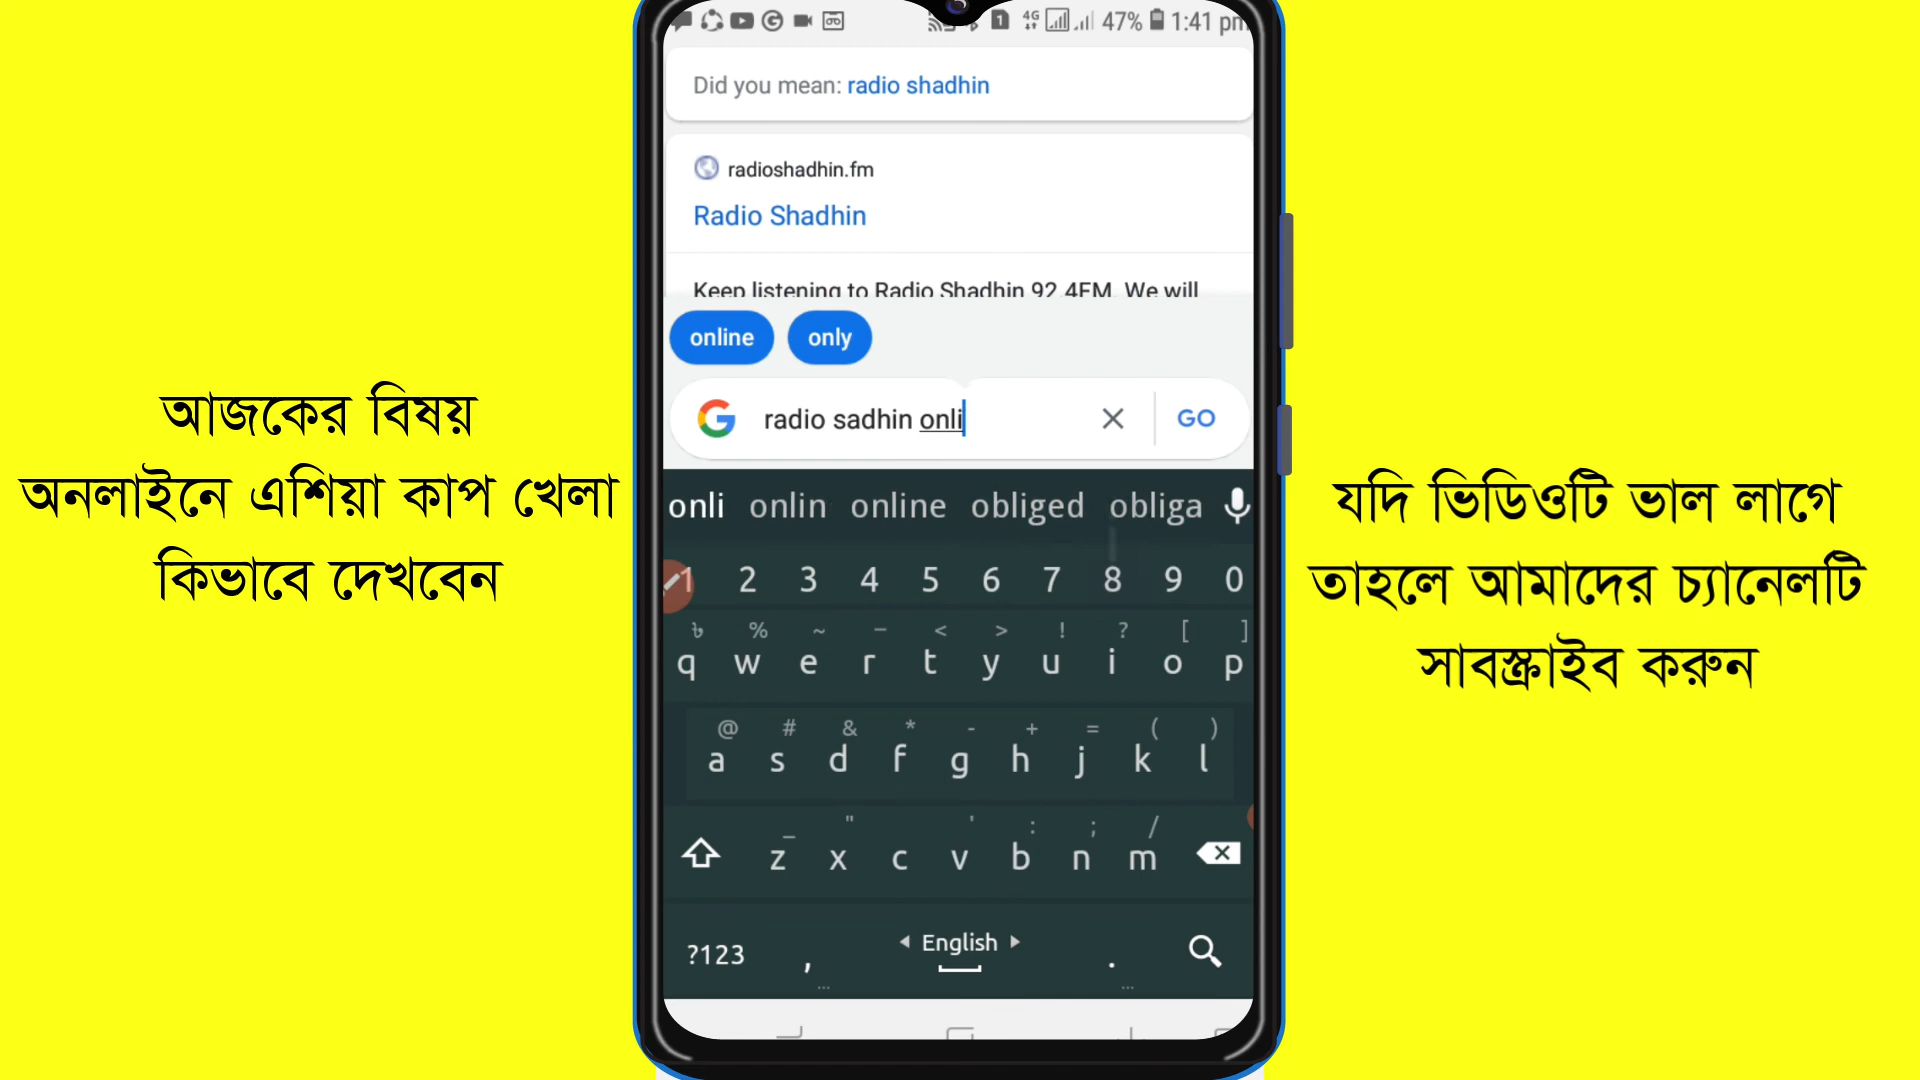 আজকের বিষয়
অনলাইনে এশিয়া কাপ খেলা
কিভাবে দেখবেন
1 4G 47% 1:41 pm
Did you mean: radio shadhin
radioshadhin.fm
Radio Shadhin
Keep listening to Radio Shadhin 92.4FM. We will
online only
radio sadhin onli GO
onli onlin online obliged obliga
1 2 3 4 5 6 7 8 9 0
৳ % ~ – < > ! ? [ ]
q w e r t y u i o p
@ # & * - + = ( )
a s d f g h j k l
_ " ' : ; /
z x c v b n m
?123 , English .
যদি ভিডিওটি ভাল লাগে
তাহলে আমাদের চ্যানেলটি
সাবস্ক্রাইব করুন